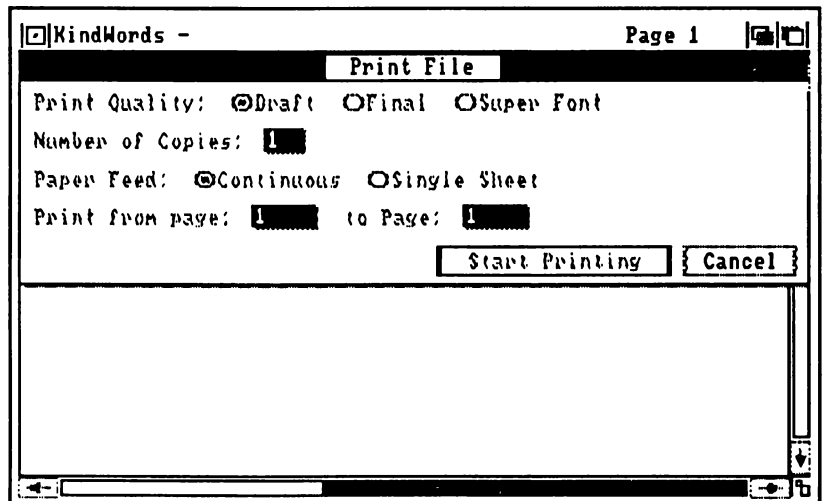 KindWords - Page 1
Print File
Print Quality: Draft Final Super Font
Number of Copies: 1
Paper Feed: Continuous Single Sheet
Print from page: 1 to Page: 1
Start Printing Cancel